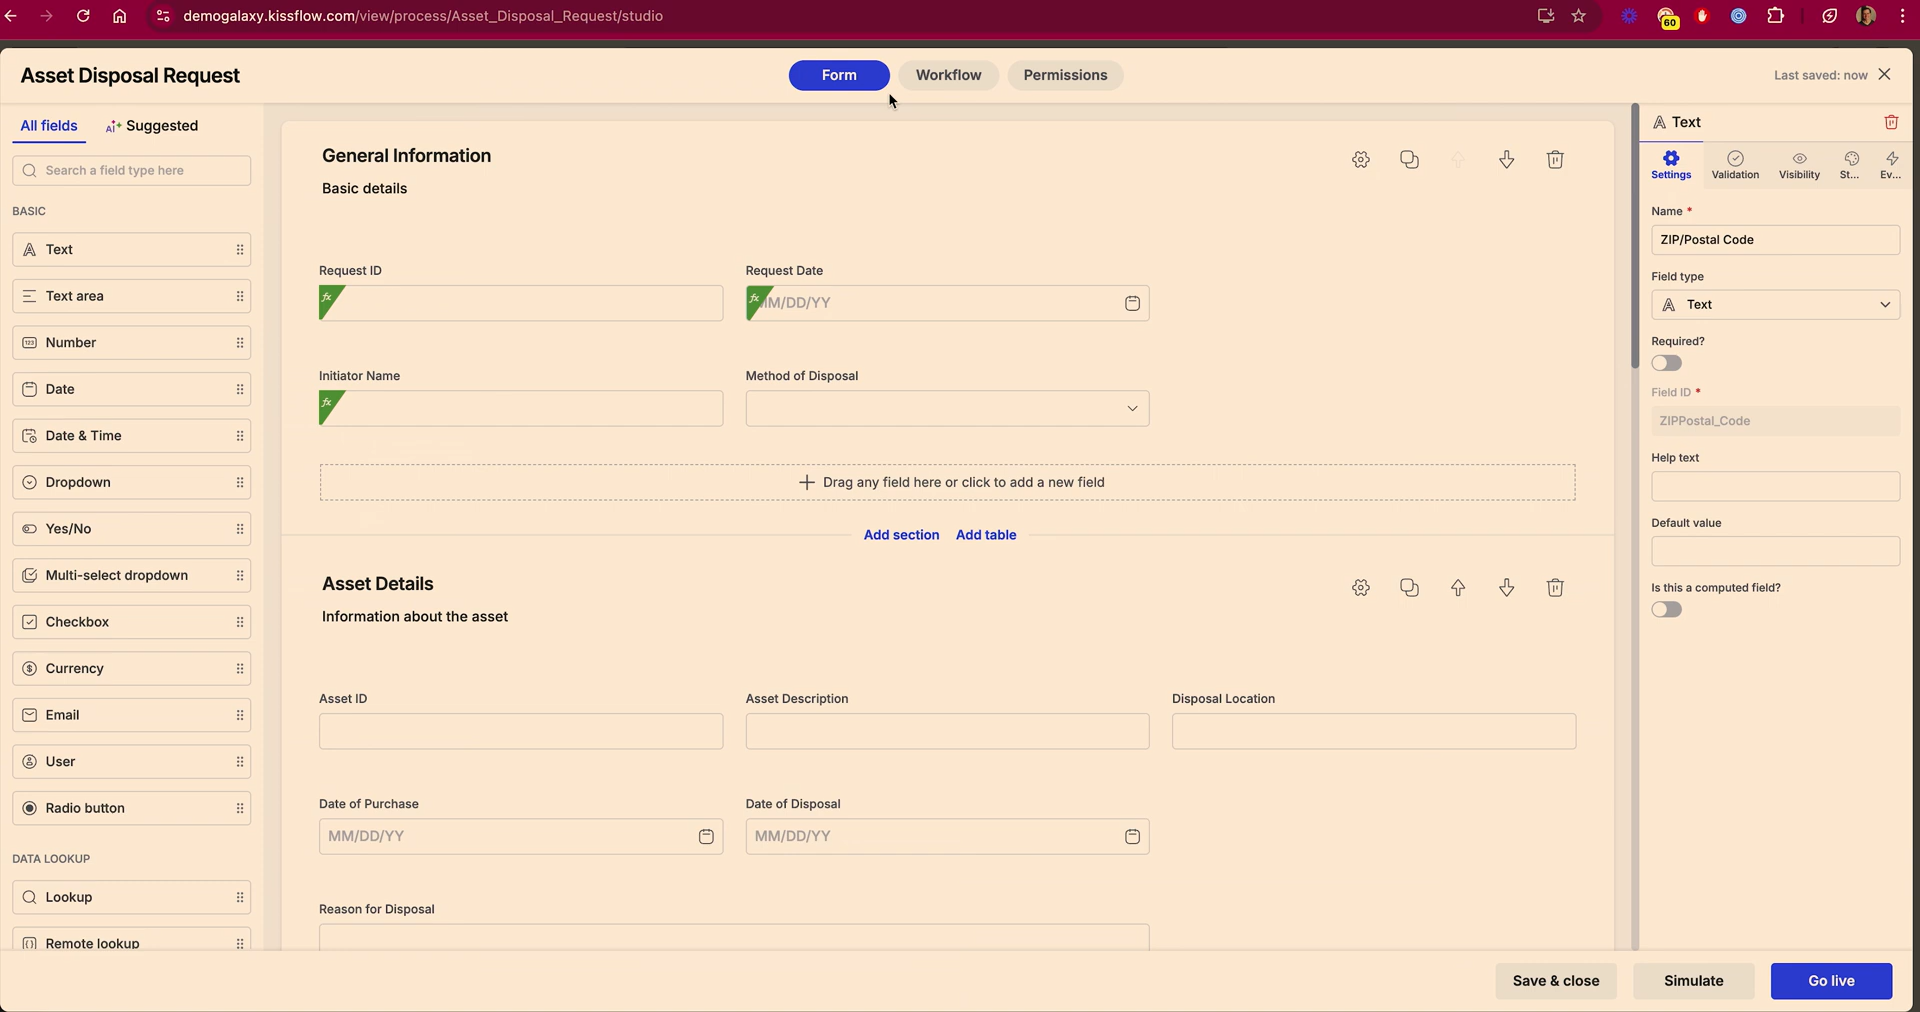 demogalaxy.kissflow.com/view/process/Asset_Disposal_Request/studio
60
Asset Disposal Request
Form
Workflow
Permissions
Last saved: now
All fields
AI Suggested
Search a field type here
BASIC
Text
Text area
Number
Date
Date & Time
Dropdown
Yes/No
Multi-select dropdown
Checkbox
Currency
Email
User
Radio button
DATA LOOKUP
Lookup
Remote lookup
General Information
Basic details
Request ID
Request Date
fx
fx MM/DD/YY
Initiator Name
Method of Disposal
fx
Drag any field here or click to add a new field
Add section Add table
Asset Details
Information about the asset
Asset ID
Asset Description
Disposal Location
Date of Purchase
Date of Disposal
MM/DD/YY
MM/DD/YY
Reason for Disposal
Text
Settings
Validation
Visibility
St...
Ev...
Name *
ZIP/Postal Code
Field type
Text
Required?
Field ID *
ZIPPostal_Code
Help text
Default value
Is this a computed field?
Save & close
Simulate
Go live